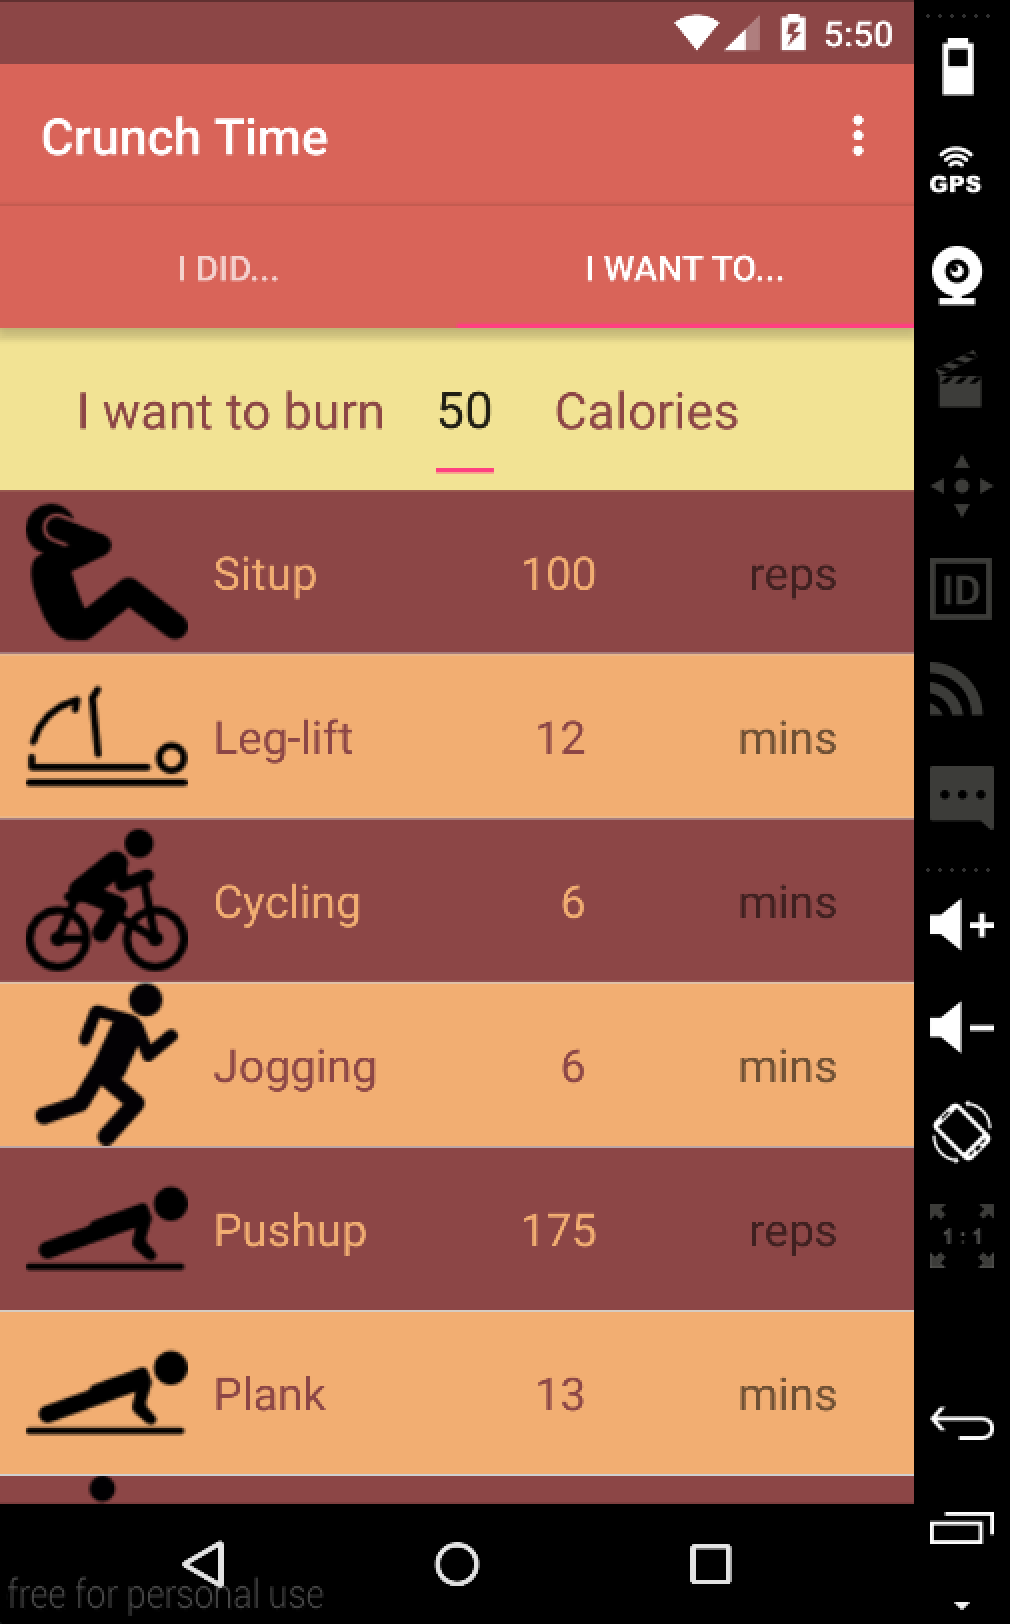 5:50
Crunch Time
GPS
I DID...
I WANT TO...
I want to burn 50 Calories
Situp 100 reps
ID
Leg-lift 12 mins
Cycling 6 mins
Jogging 6 mins
Pushup 175 reps
1:1
Plank 13 mins
free for personal use